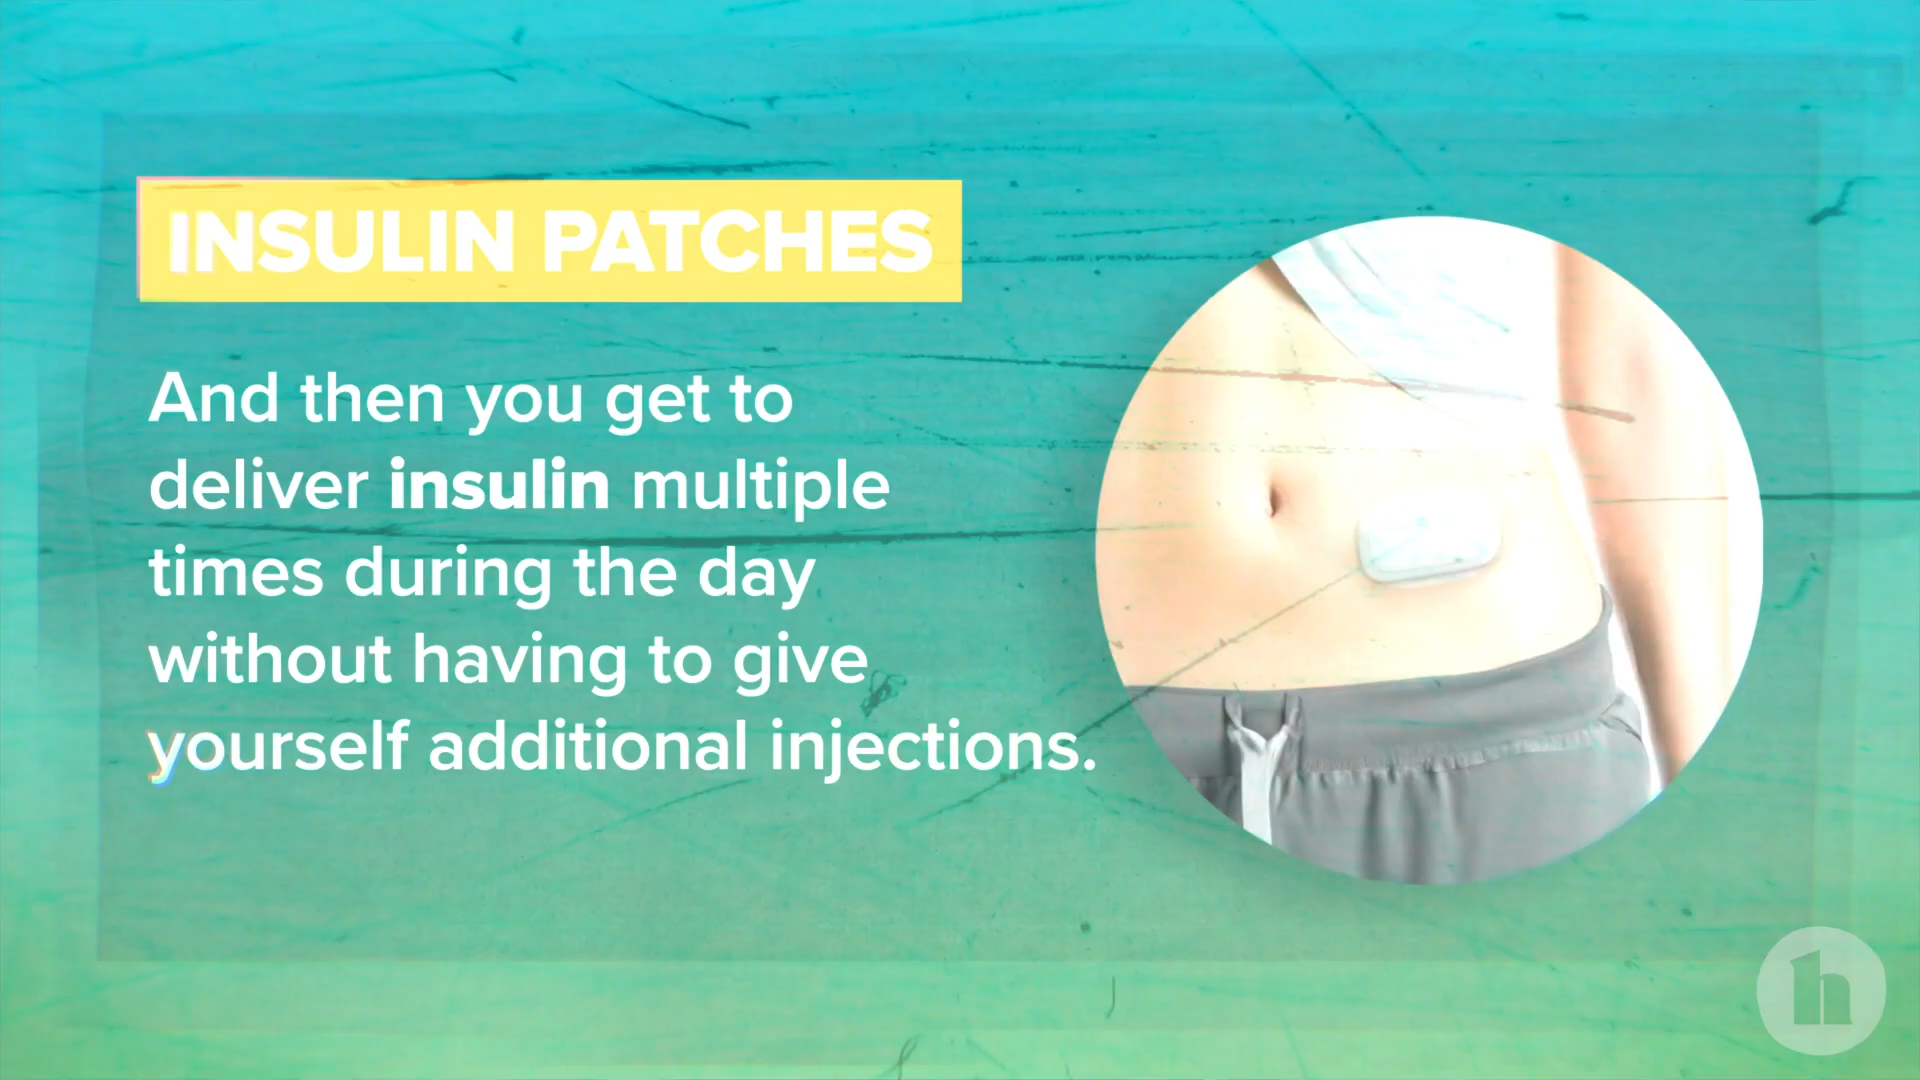 INSULIN PATCHES
And then you get to
deliver insulin multiple
times during the day
without having to give
yourself additional injections.
h